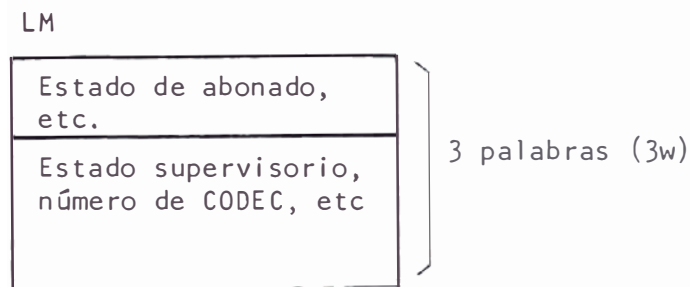 LM
Estado de abonado,
etc.
Estado supervisorio,
número de CODEC, etc
3 palabras (3w)